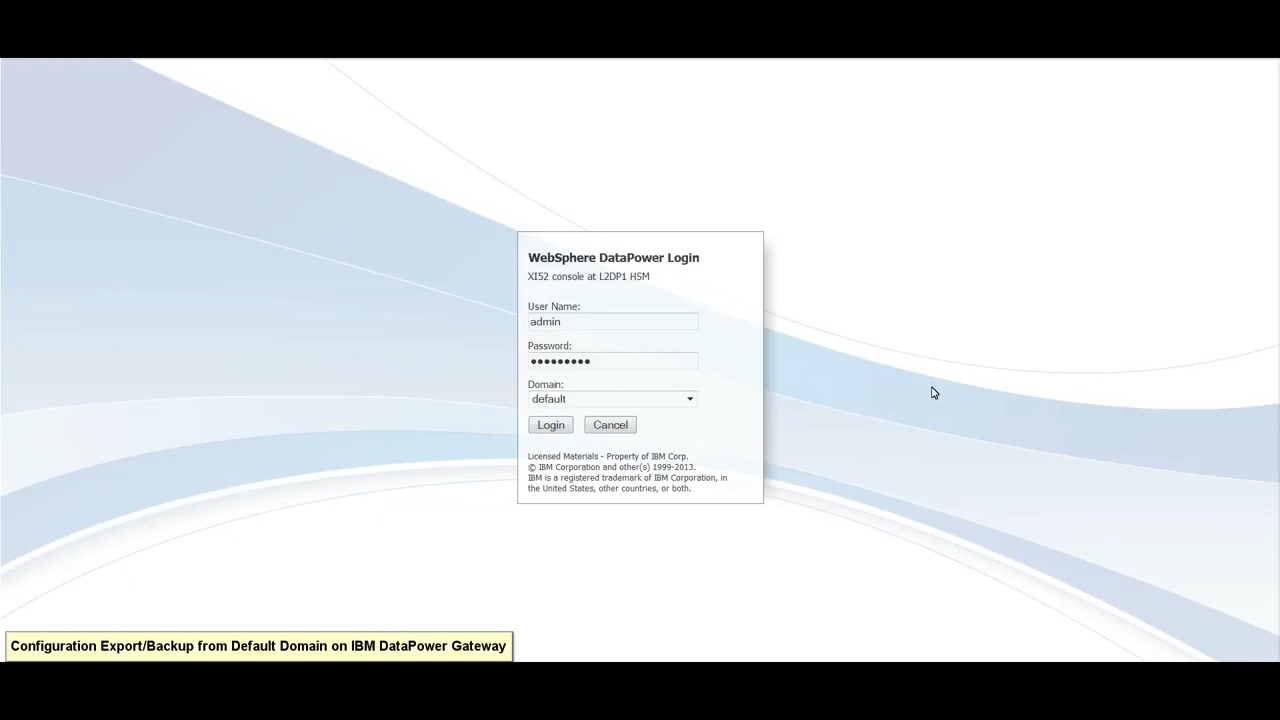 WebSphere DataPower Login
XI52 console at L2DP1 HSM
User Name:
admin
Password:
●●●●●●●●●
Domain:
default
Login Cancel
Licensed Materials - Property of IBM Corp.
© IBM Corporation and other(s) 1999-2013.
IBM is a registered trademark of IBM Corporation, in
the United States, other countries, or both.
Configuration Export/Backup from Default Domain on IBM DataPower Gateway